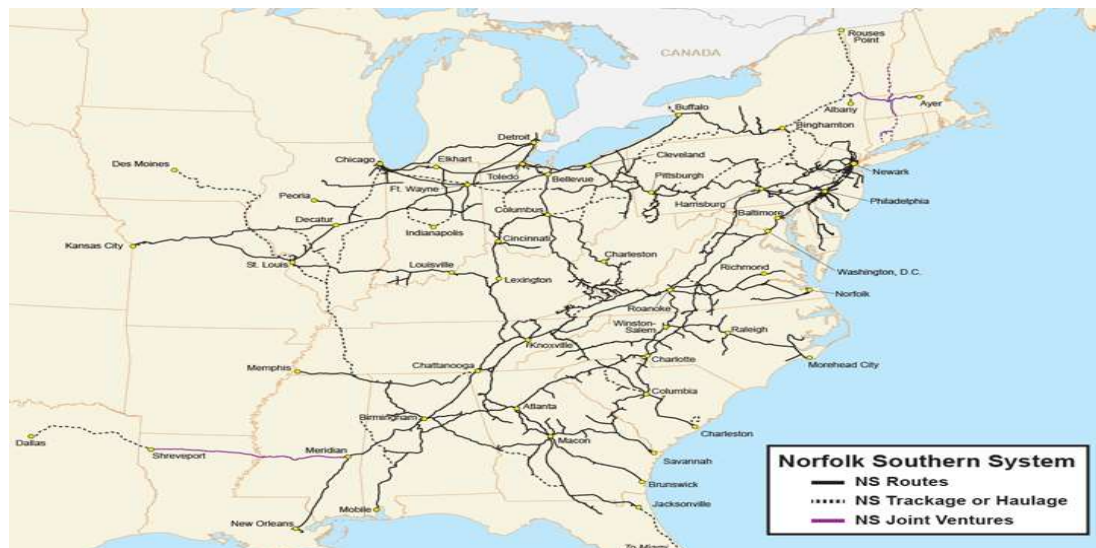 CANADA
Rouses
Point
Albany
Ayer
Buffalo
Binghamton
Detroit
Chicago
Elkhart
Des Moines
Cleveland
Toledo
Newark
Ft. Wayne
Bellevue
Pittsburgh
Peoria
Harrisburg
Philadelphia
Columbus
Decatur
Baltimore
Indianapolis
Kansas City
Cincinnati
Charleston
St. Louis
Louisville
Richmond
Washington, D.C.
Lexington
Norfolk
Roanoke
Winston-
Salem
Raleigh
Knoxville
Charlotte
Morehead City
Memphis
Chattanooga
Columbia
Atlanta
Birmingham
Charleston
Dallas
Macon
Shreveport
Meridian
Savannah
Brunswick
Jacksonville
Mobile
New Orleans
To Miami
Norfolk Southern System
NS Routes
NS Trackage or Haulage
NS Joint Ventures